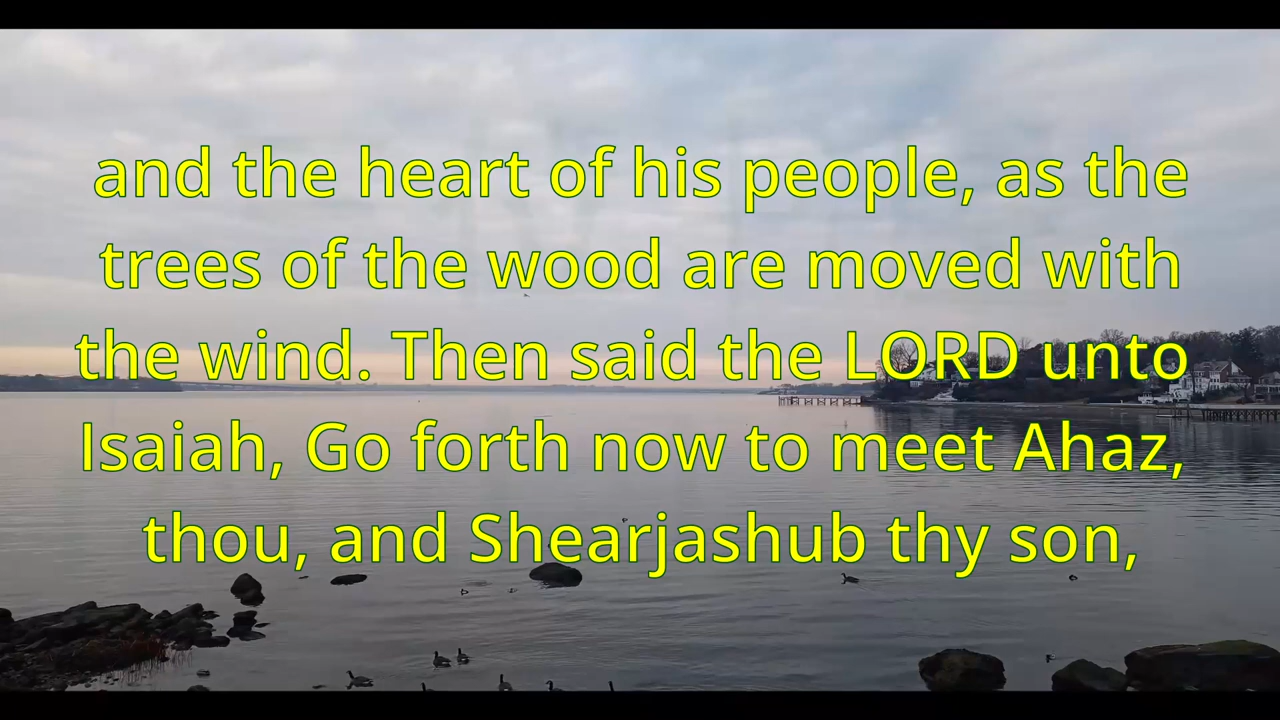 and the heart of his people, as the
trees of the wood are moved with
the wind. Then said the LORD unto
Isaiah, Go forth now to meet Ahaz,
thou, and Shearjashub thy son,